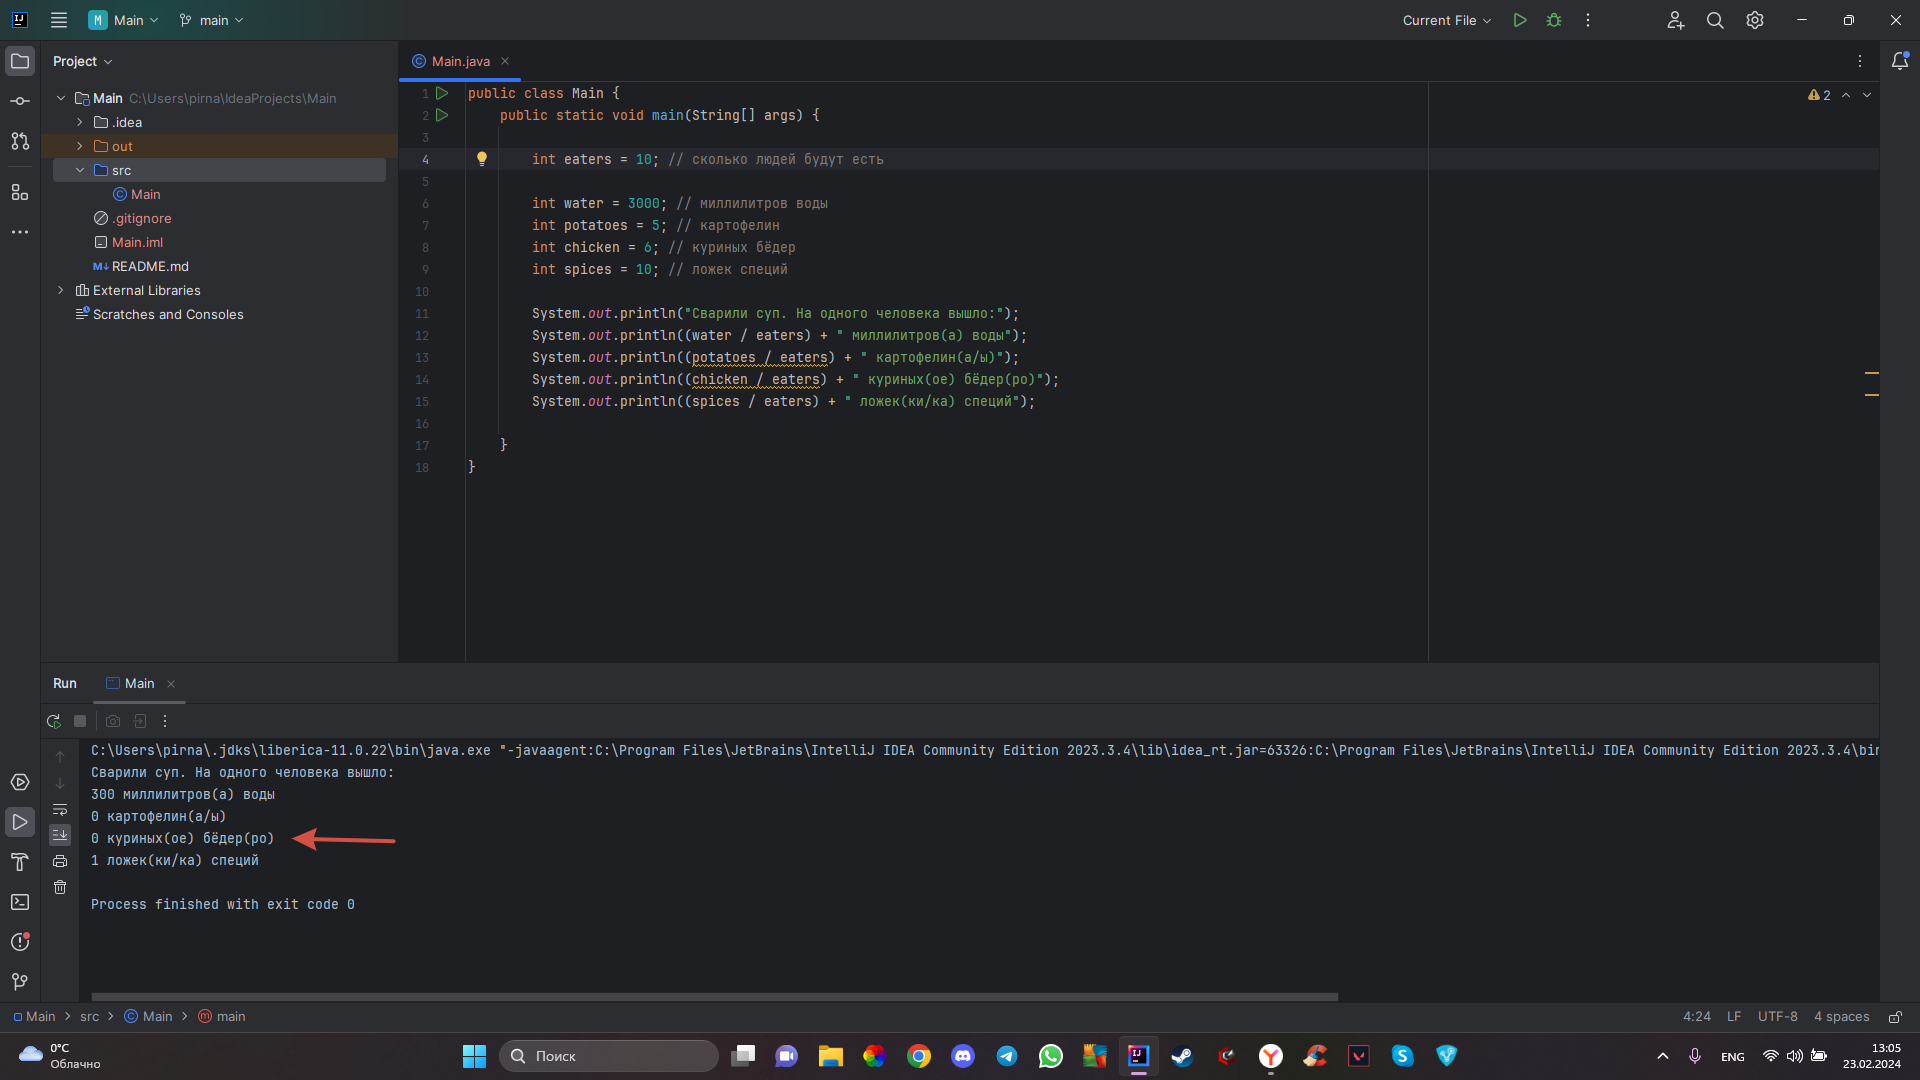 M Main main Current File
Project
Main C:\Users\pirna\IdeaProjects\Main
.idea
out
src
Main
.gitignore
Main.iml
M↓ README.md
External Libraries
Scratches and Consoles
Main.java
2
1 public class Main {
2 public static void main(String[] args) {
3
4 int eaters = 10; // сколько людей будут есть
5
6 int water = 3000; // миллилитров воды
7 int potatoes = 5; // картофелин
8 int chicken = 6; // куриных бёдер
9 int spices = 10; // ложек специй
10
11 System.out.println("Сварили суп. На одного человека вышло:");
12 System.out.println((water / eaters) + " миллилитров(а) воды");
13 System.out.println((potatoes / eaters) + " картофелин(а/ы)");
14 System.out.println((chicken / eaters) + " куриных(ое) бёдер(ро)");
15 System.out.println((spices / eaters) + " ложек(ки/ка) специй");
16
17 }
18 }
Run Main
C:\Users\pirna\.jdks\liberica-11.0.22\bin\java.exe "-javaagent:C:\Program Files\JetBrains\IntelliJ IDEA Community Edition 2023.3.4\lib\idea_rt.jar=63326:C:\Program Files\JetBrains\IntelliJ IDEA Community Edition 2023.3.4\bin
Сварили суп. На одного человека вышло:
300 миллилитров(а) воды
0 картофелин(а/ы)
0 куриных(ое) бёдер(ро)
1 ложек(ки/ка) специй
Process finished with exit code 0
Main > src > Main > main 4:24 LF UTF-8 4 spaces
0°C
Облачно
Поиск
ENG
13:05
23.02.2024